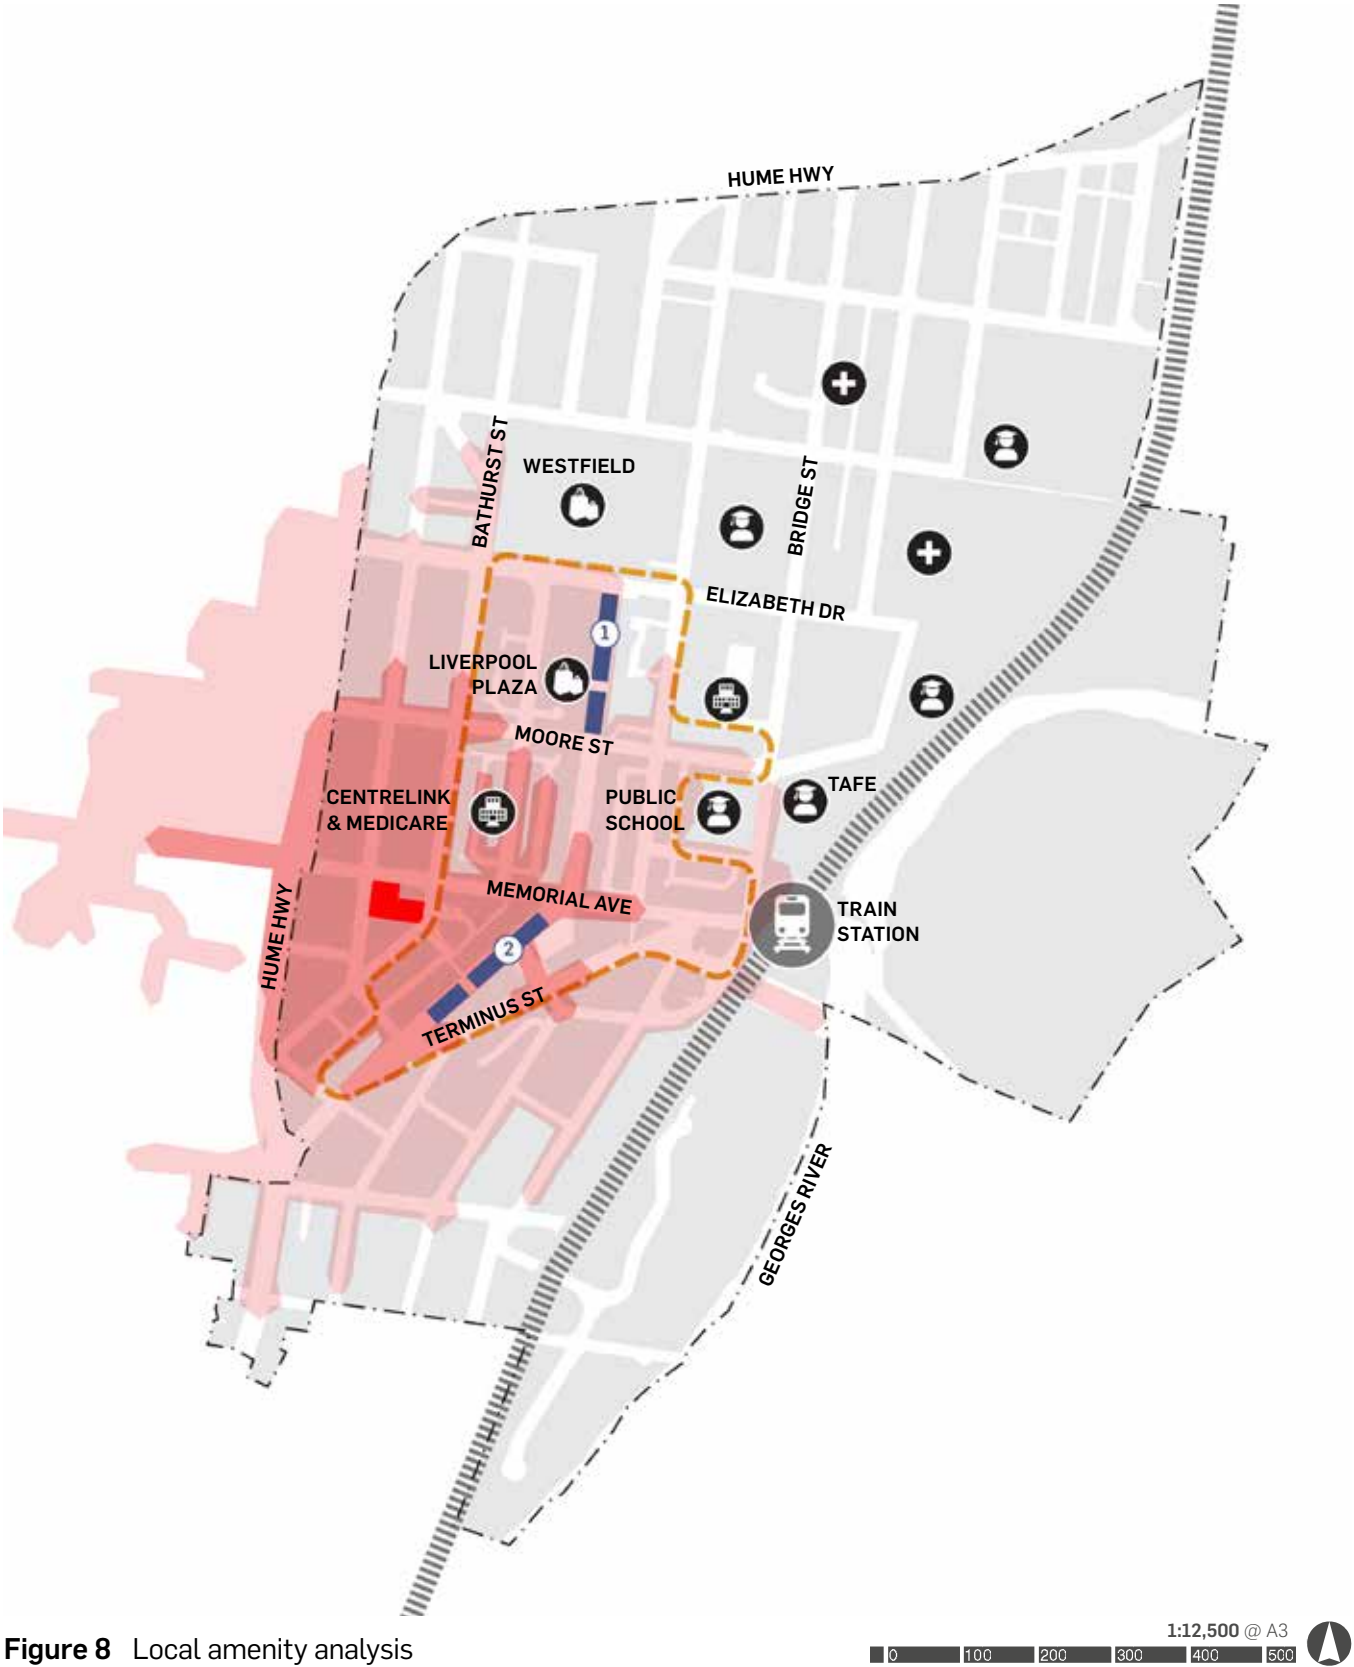 HUME HWY
BATHURST ST
WESTFIELD
BRIDGE ST
ELIZABETH DR
1
LIVERPOOL
PLAZA
MOORE ST
CENTRELINK
& MEDICARE
PUBLIC
SCHOOL
TAFE
MEMORIAL AVE
HUME HWY
2
TRAIN
STATION
TERMINUS ST
GEORGES RIVER
Figure 8 Local amenity analysis
1:12,500 @ A3
0 100 200 300 400 500